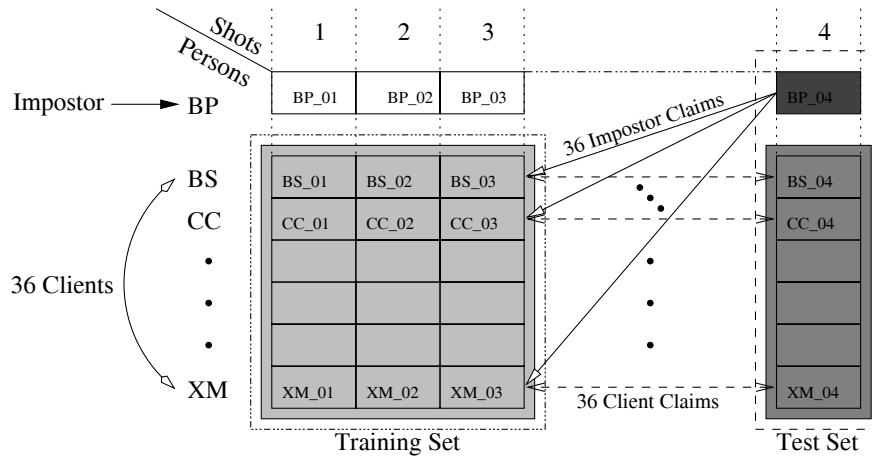 Shots
Persons
1 2 3 4
Impostor BP BP_01 BP_02 BP_03 BP_04
36 Impostor Claims
BS BS_01 BS_02 BS_03 BS_04
CC CC_01 CC_02 CC_03 CC_04
36 Clients
XM XM_01 XM_02 XM_03 XM_04
36 Client Claims
Training Set Test Set